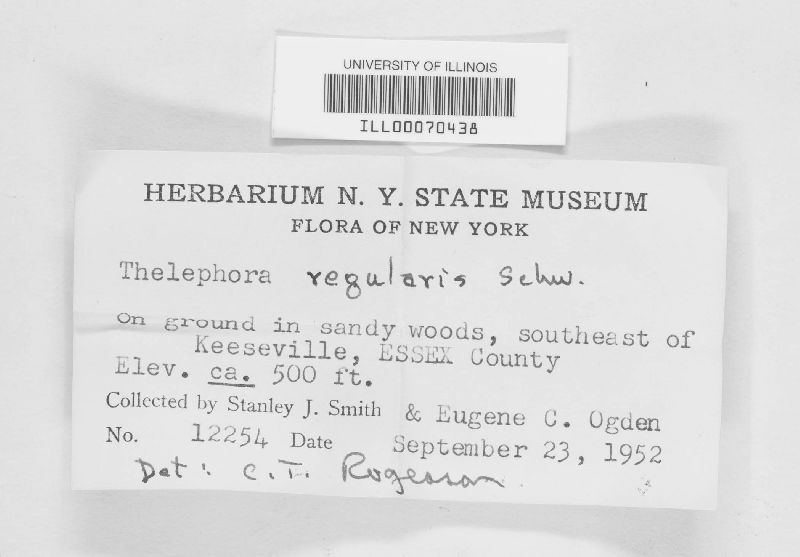 UNIVERSITY OF ILLINOIS
ILL00070438
HERBARIUM N. Y. STATE MUSEUM
FLORA OF NEW YORK
Thelephora regularis Schw.
On ground in sandy woods, southeast of
Keeseville, ESSEX County
Elev. ca. 500 ft.
Collected by Stanley J. Smith & Eugene C. Ogden
No. 12254 Date September 23, 1952
Det: C.T. Rogerson